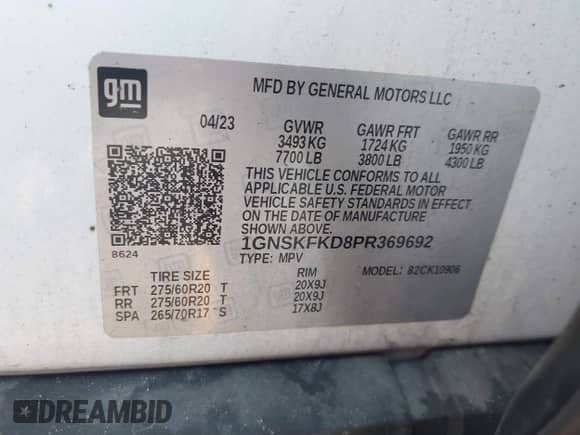 gm
MFD BY GENERAL MOTORS LLC
04/23 GVWR GAWR FRT GAWR RR
3493 KG 1724 KG 1950 KG
7700 LB 3800 LB 4300 LB
THIS VEHICLE CONFORMS TO ALL
APPLICABLE U.S. FEDERAL MOTOR
VEHICLE SAFETY STANDARDS IN EFFECT
ON THE DATE OF MANUFACTURE
SHOWN ABOVE.
8624
1GNSKFKD8PR369692
TYPE: MPV MODEL: 82CK10906
TIRE SIZE RIM
FRT 275/60R20 T 20X9J
RR 275/60R20 T 20X9J
SPA 265/70R17 S 17X8J
DREAMBID